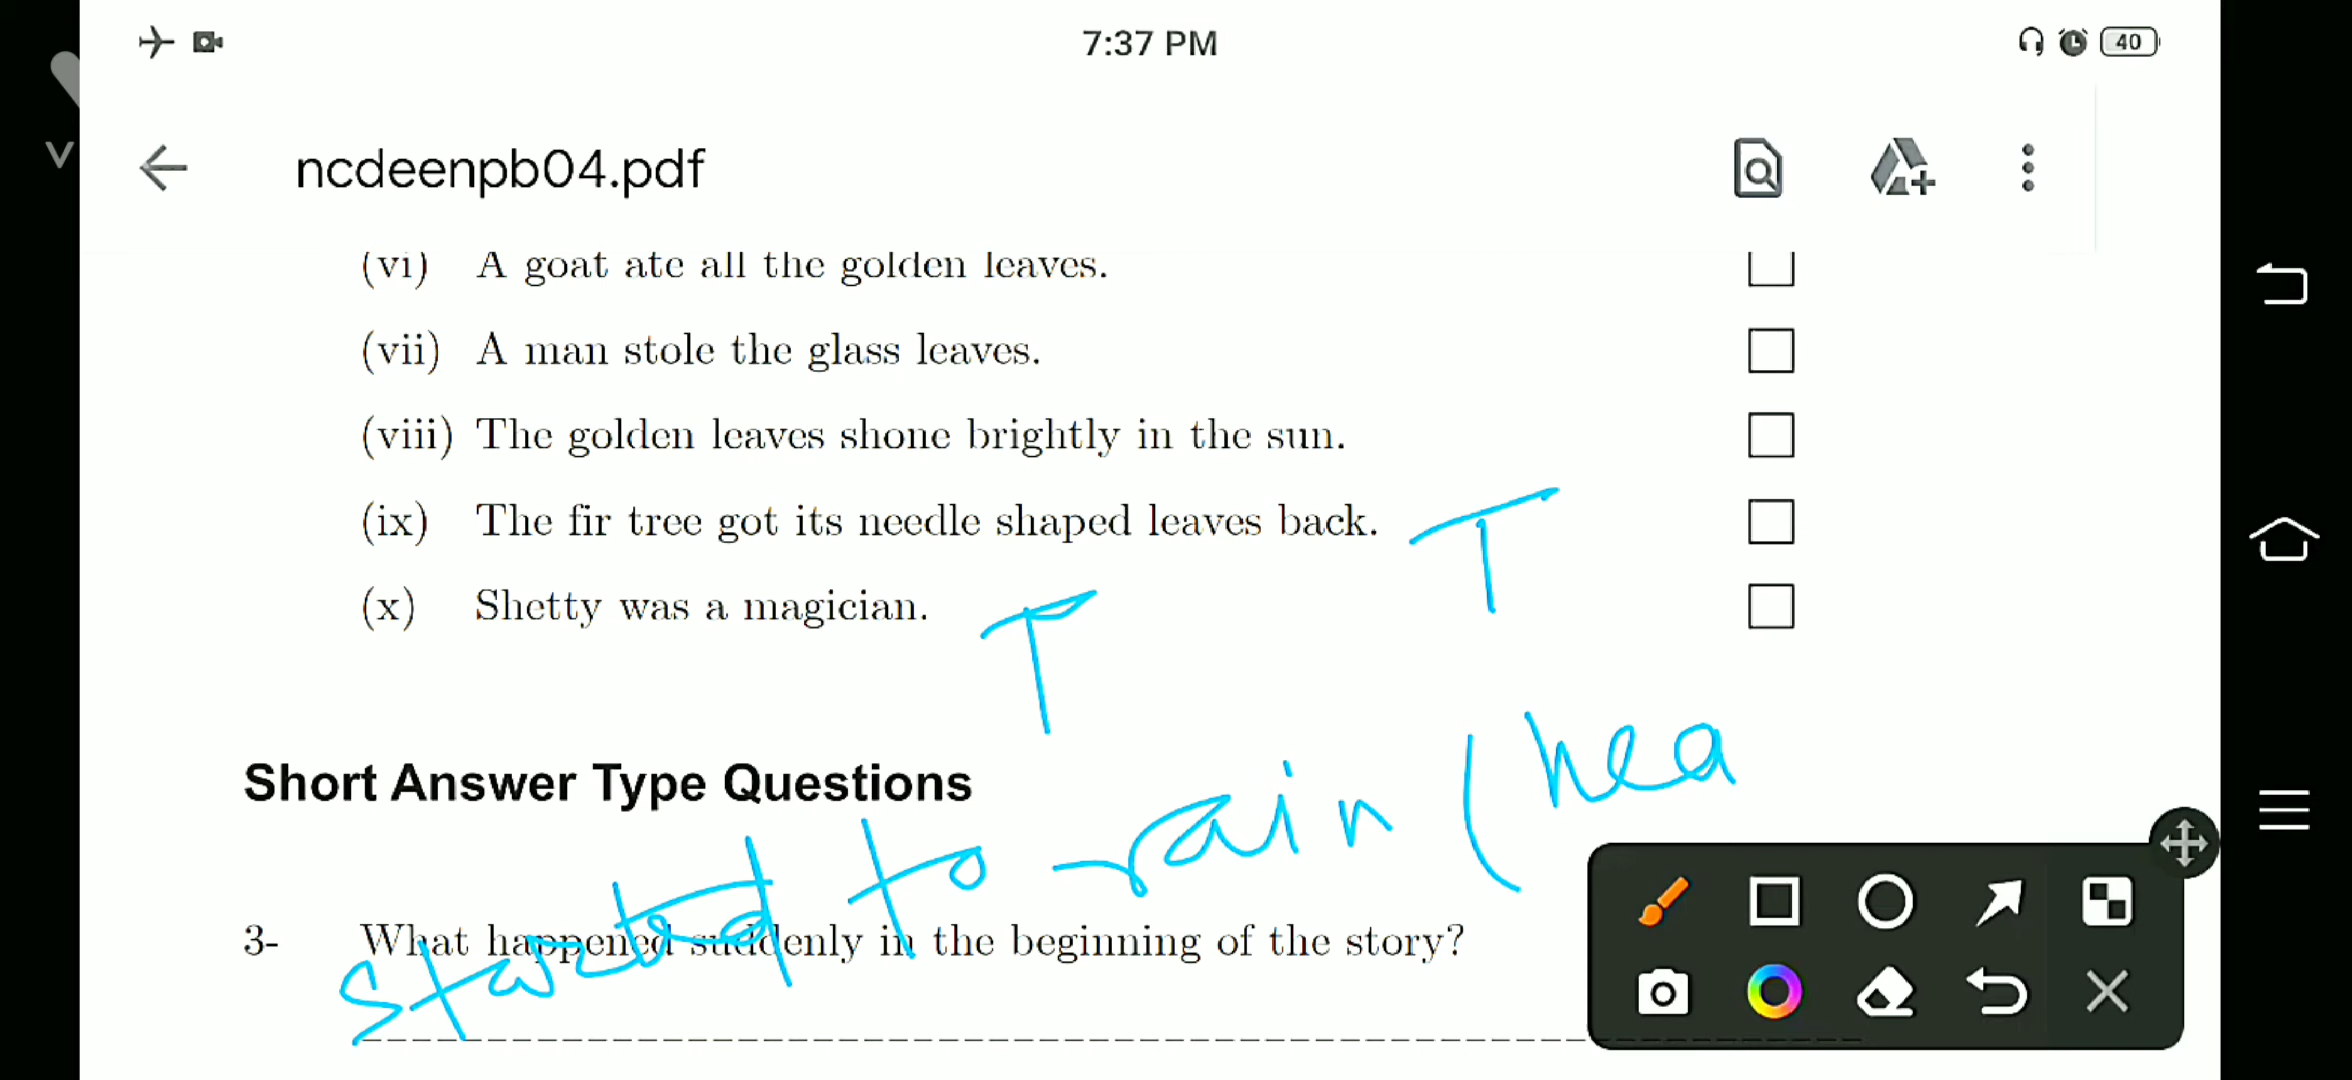 7:37 PM
40
V
ncdeenpb04.pdf
(vi) A goat ate all the golden leaves.
(vii) A man stole the glass leaves.
(viii) The golden leaves shone brightly in the sun.
(ix) The fir tree got its needle shaped leaves back. T
(x) Shetty was a magician. T
Short Answer Type Questions
started to rain (hea
3- What happened suddenly in the beginning of the story?